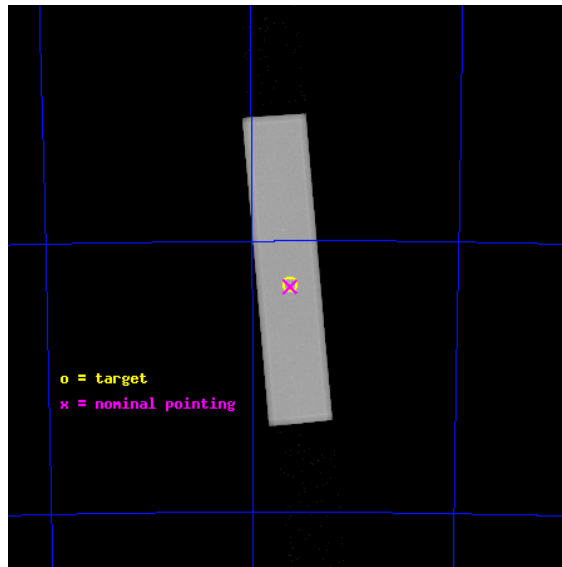 o = target
x = nominal pointing